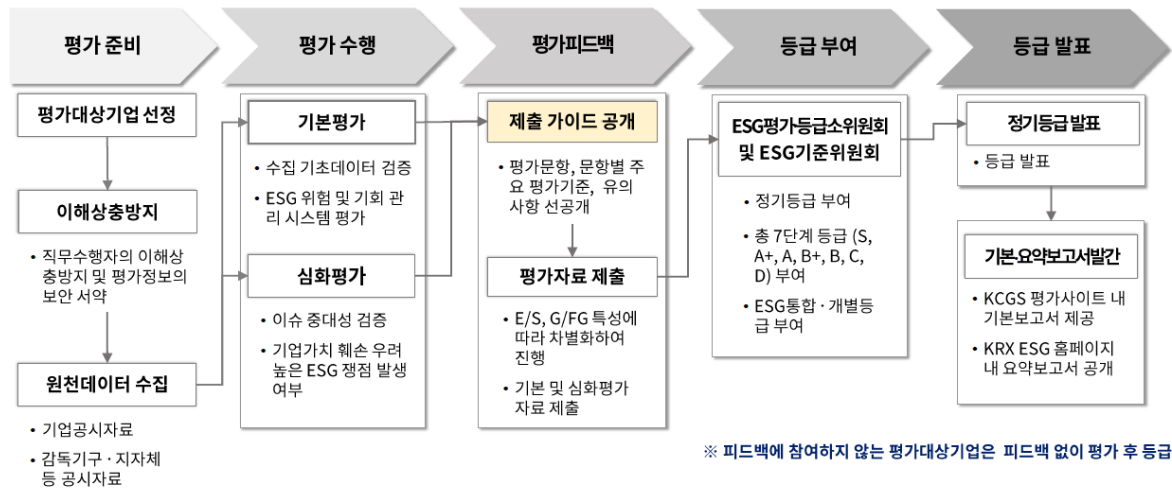 평가 준비
평가 수행
평가피드백
등급 부여
등급 발표
평가대상기업 선정
이해상충방지
• 직무수행자의 이해상
충방지 및 평가정보의
보안 서약
원천데이터 수집
• 기업공시자료
• 감독기구 · 지자체
등 공시자료
기본평가
• 수집 기초데이터 검증
• ESG 위험 및 기회 관
리 시스템 평가
심화평가
• 이슈 중대성 검증
• 기업가치 훼손 우려
높은 ESG 쟁점 발생
여부
제출 가이드 공개
• 평가문항, 문항별 주
요 평가기준, 유의
사항 선공개
평가자료 제출
• E/S, G/FG 특성에
따라 차별화하여
진행
• 기본 및 심화평가
자료 제출
ESG평가등급소위원회
및 ESG기준위원회
• 정기등급 부여
• 총 7단계 등급 (S,
A+, A, B+, B, C,
D) 부여
• ESG통합 · 개별등
급 부여
정기등급 발표
• 등급 발표
기본·요약보고서발간
• KCGS 평가사이트 내
기본보고서 제공
• KRX ESG 홈페이지
내 요약보고서 공개
※ 피드백에 참여하지 않는 평가대상기업은 피드백 없이 평가 후 등급